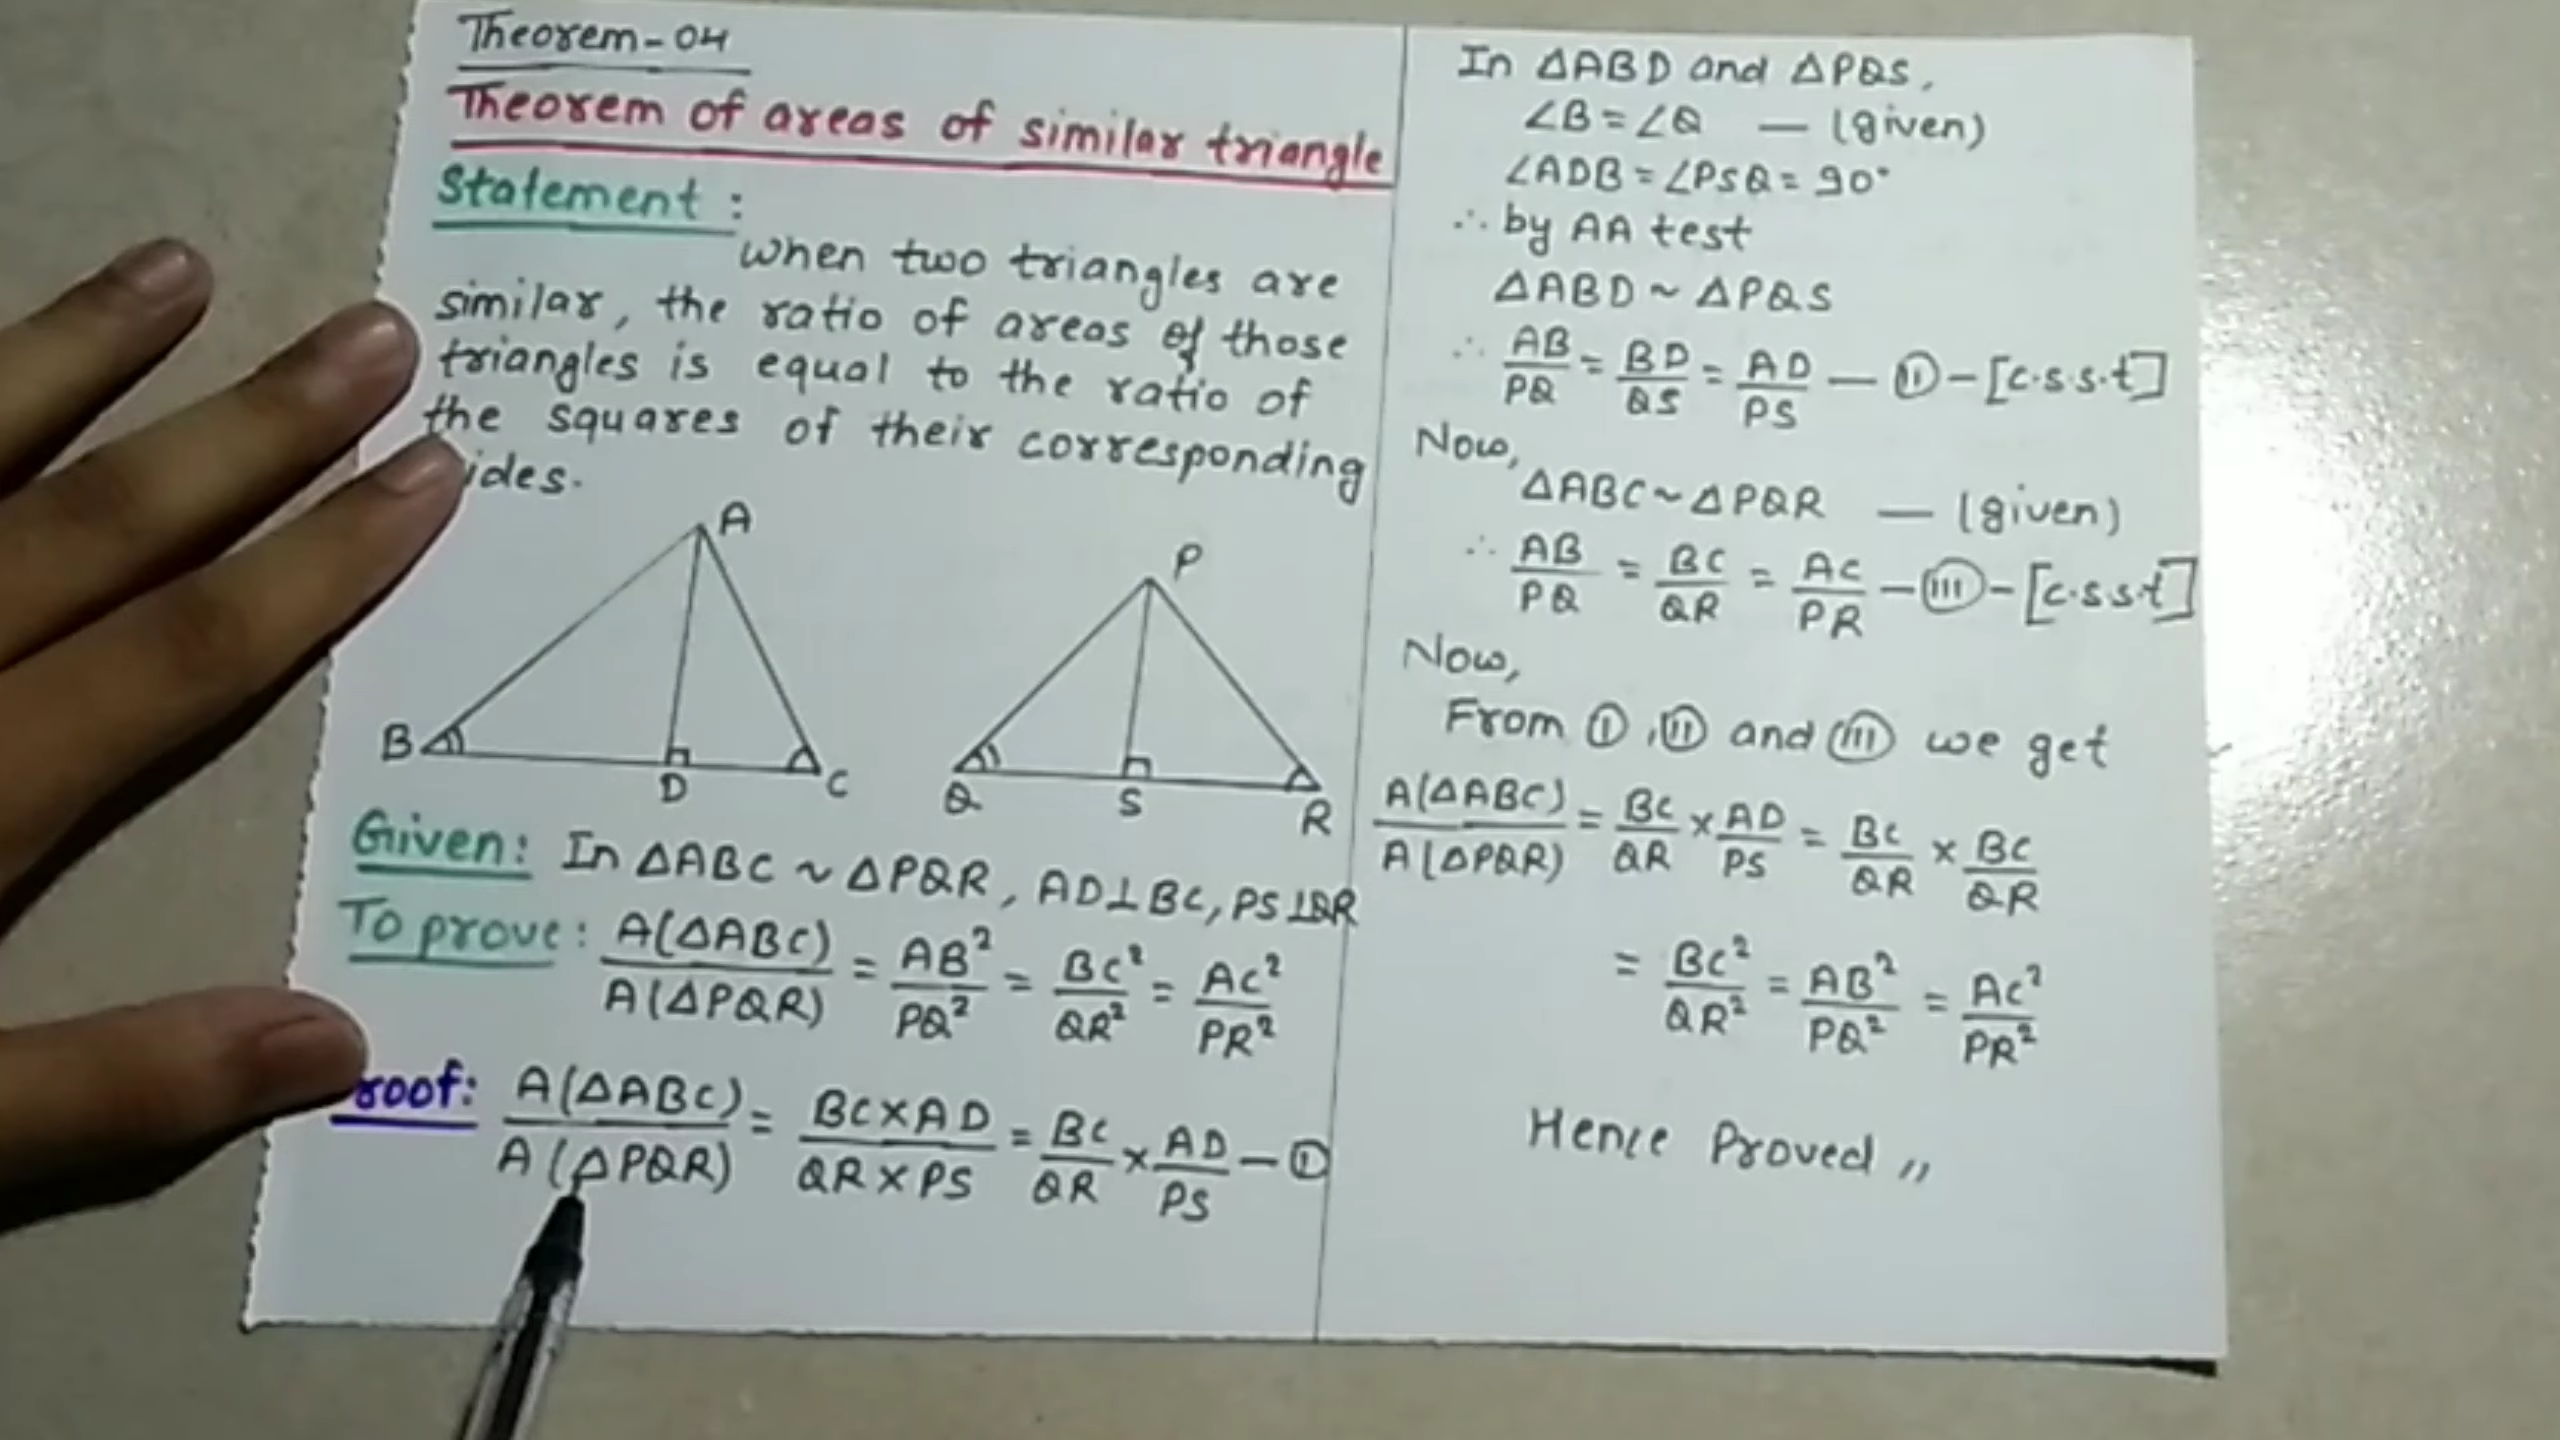 Theorem-04
Theorem of areas of similar triangle
Statement :
When two triangles are
similar, the ratio of areas of those
triangles is equal to the ratio of
the squares of their corresponding
ides.
A
P
B
D
C
Q
S
R
Given: In ΔABC ~ ΔPQR, AD⊥BC, PS⊥QR
To prove: A(ΔABC)/A(ΔPQR) = AB²/PQ² = BC²/QR² = AC²/PR²
roof: A(ΔABC)/A(ΔPQR) = BC×AD/QR×PS = BC/QR × AD/PS — Ⓘ
In ΔABD and ΔPQS,
∠B = ∠Q — (given)
∠ADB = ∠PSQ = 90°
∴ by AA test
ΔABD ~ ΔPQS
∴ AB/PQ = BD/QS = AD/PS — (II) - [c.s.s.t]
Now,
ΔABC ~ ΔPQR — (given)
∴ AB/PQ = BC/QR = AC/PR — (III) - [c.s.s.t]
Now,
From (I), (II) and (III) we get
A(ΔABC)/A(ΔPQR) = BC/QR × AD/PS = BC/QR × BC/QR
= BC²/QR² = AB²/PQ² = AC²/PR²
Hence Proved ,,